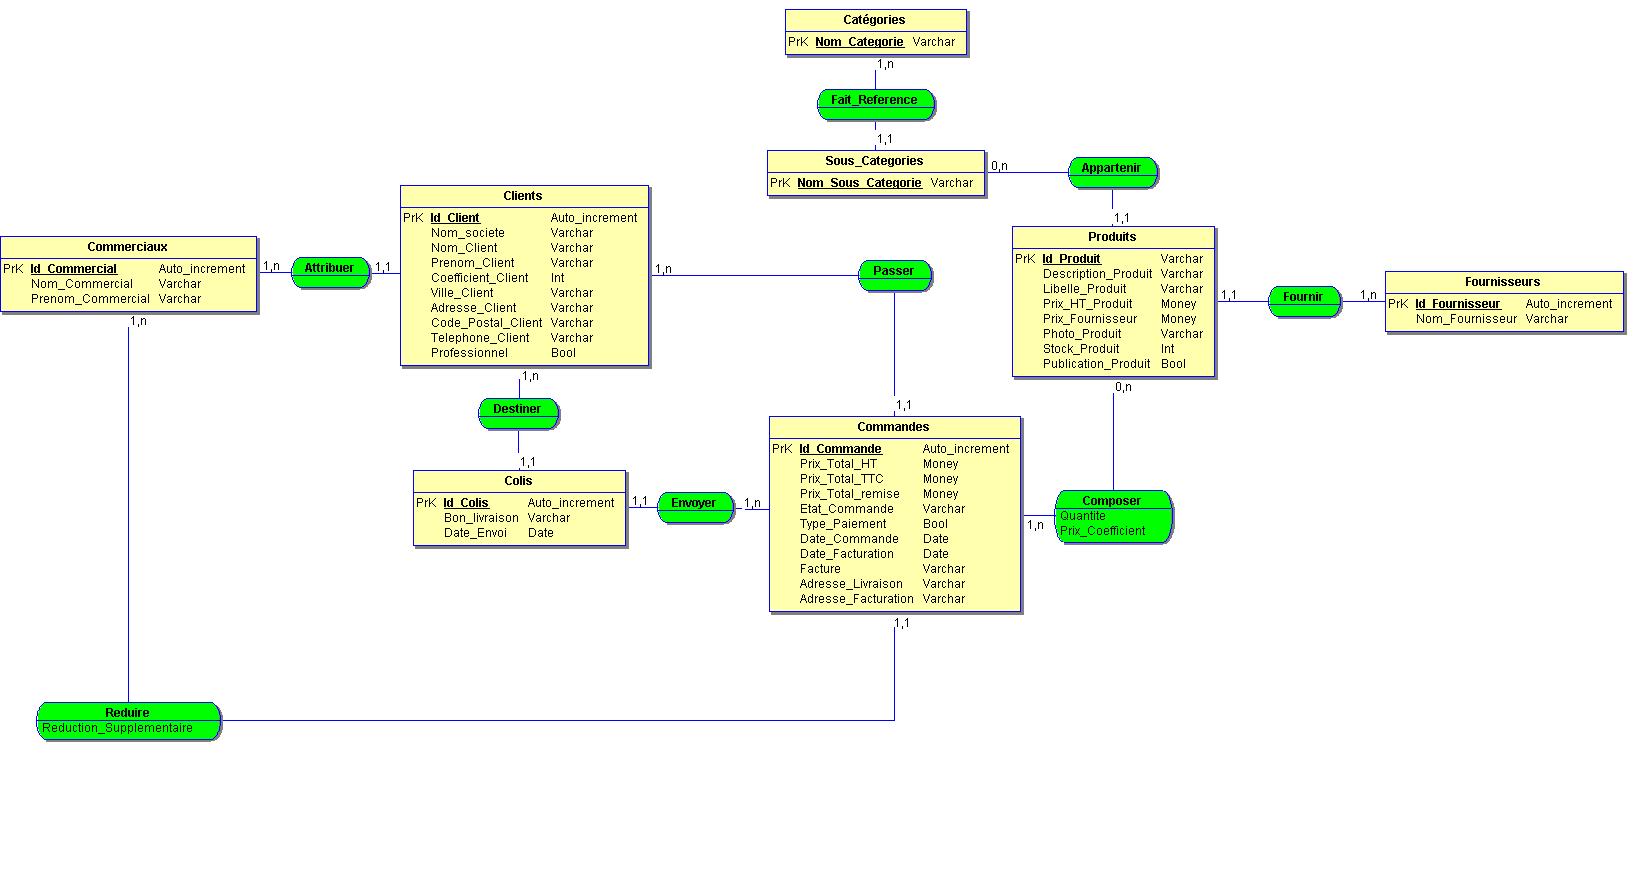 Catégories
PrK Nom_Categorie Varchar
1,n
Fait_Reference
1,1
Sous_Categories
PrK Nom_Sous_Categorie Varchar
0,n
Appartenir
1,1
Clients
PrK Id_Client Auto_increment
Nom_societe Varchar
Nom_Client Varchar
Prenom_Client Varchar
Coefficient_Client Int
Ville_Client Varchar
Adresse_Client Varchar
Code_Postal_Client Varchar
Telephone_Client Varchar
Professionnel Bool
Commerciaux
PrK Id_Commercial Auto_increment
Nom_Commercial Varchar
Prenom_Commercial Varchar
1,n
Attribuer
1,1
1,n
Passer
1,1
Produits
PrK Id_Produit Varchar
Description_Produit Varchar
Libelle_Produit Varchar
Prix_HT_Produit Money
Prix_Fournisseur Money
Photo_Produit Varchar
Stock_Produit Int
Publication_Produit Bool
1,1
Fournir
1,n
Fournisseurs
PrK Id_Fournisseur Auto_increment
Nom_Fournisseur Varchar
1,n
1,n
Destiner
1,1
0,n
Commandes
PrK Id_Commande Auto_increment
Prix_Total_HT Money
Prix_Total_TTC Money
Prix_Total_remise Money
Etat_Commande Varchar
Type_Paiement Bool
Date_Commande Date
Date_Facturation Date
Facture Varchar
Adresse_Livraison Varchar
Adresse_Facturation Varchar
Colis
PrK Id_Colis Auto_increment
Bon_livraison Varchar
Date_Envoi Date
1,1
Envoyer
1,n
1,n
Composer
Quantite
Prix_Coefficient
1,1
Reduire
Reduction_Supplementaire